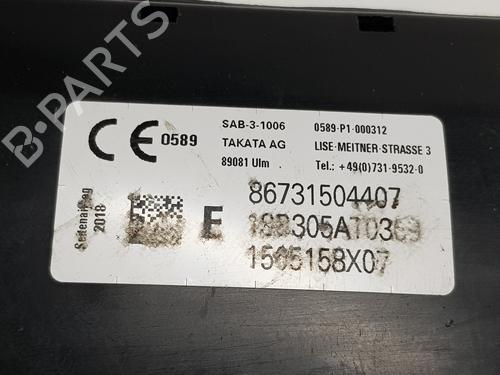 CE 0589
SAB-3-1006
0589-P1-000312
TAKATA AG
LISE-MEITNER-STRASSE 3
89081 Ulm
Tel.: +49(0)731-9532-0
2018
E
86731504407
B-PARTS